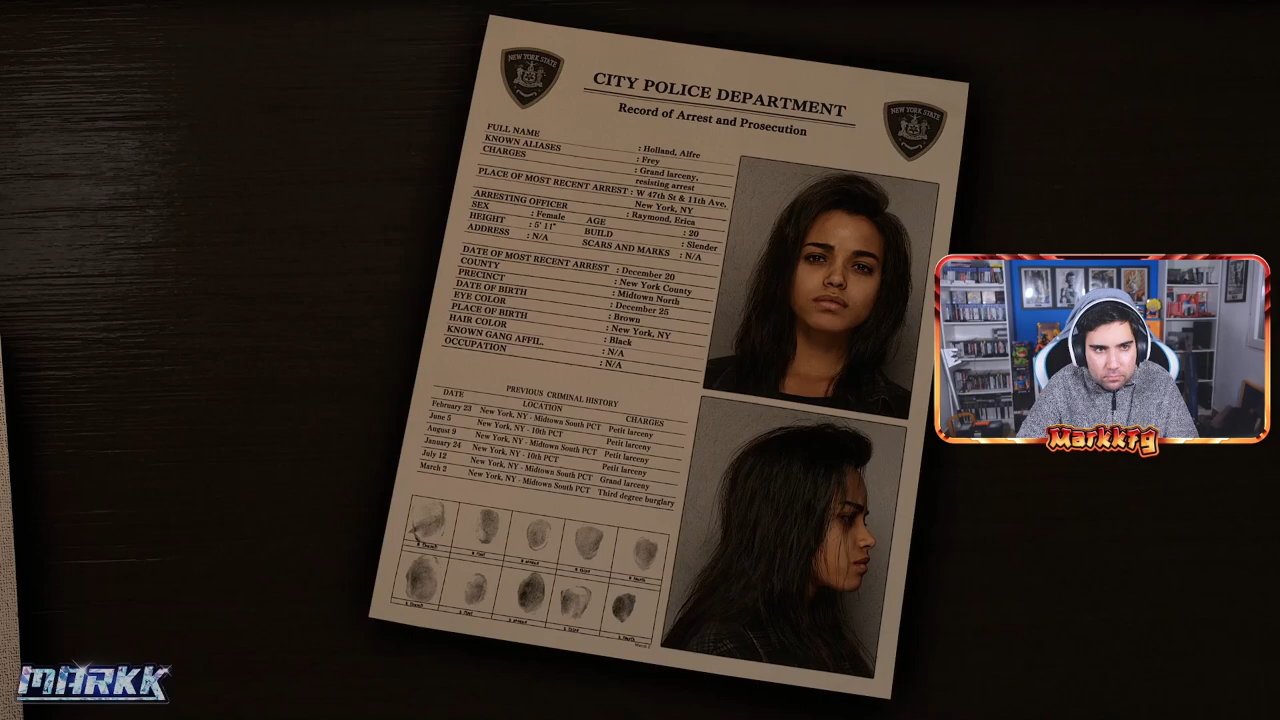 NEW YORK STATE
CITY POLICE DEPARTMENT
Record of Arrest and Prosecution
NEW YORK STATE
FULL NAME : Holland, Alfre
KNOWN ALIASES : Frey
CHARGES : Grand larceny,
resisting arrest
PLACE OF MOST RECENT ARREST : W 47th St & 11th Ave,
New York, NY
ARRESTING OFFICER : Raymond, Erica
SEX : Female AGE : 20
HEIGHT : 5' 11" BUILD : Slender
ADDRESS : N/A SCARS AND MARKS : N/A
DATE OF MOST RECENT ARREST : December 20
COUNTY : New York County
PRECINCT : Midtown North
DATE OF BIRTH : December 25
EYE COLOR : Brown
PLACE OF BIRTH : New York, NY
HAIR COLOR : Black
KNOWN GANG AFFIL. : N/A
OCCUPATION : N/A
PREVIOUS CRIMINAL HISTORY
DATE LOCATION CHARGES
February 23 New York, NY - Midtown South PCT Petit larceny
June 5 New York, NY - 10th PCT Petit larceny
August 9 New York, NY - Midtown South PCT Petit larceny
January 24 New York, NY - 10th PCT Petit larceny
July 12 New York, NY - Midtown South PCT Grand larceny
March 2 New York, NY - Midtown South PCT Third degree burglary
Markkfg
MARKK